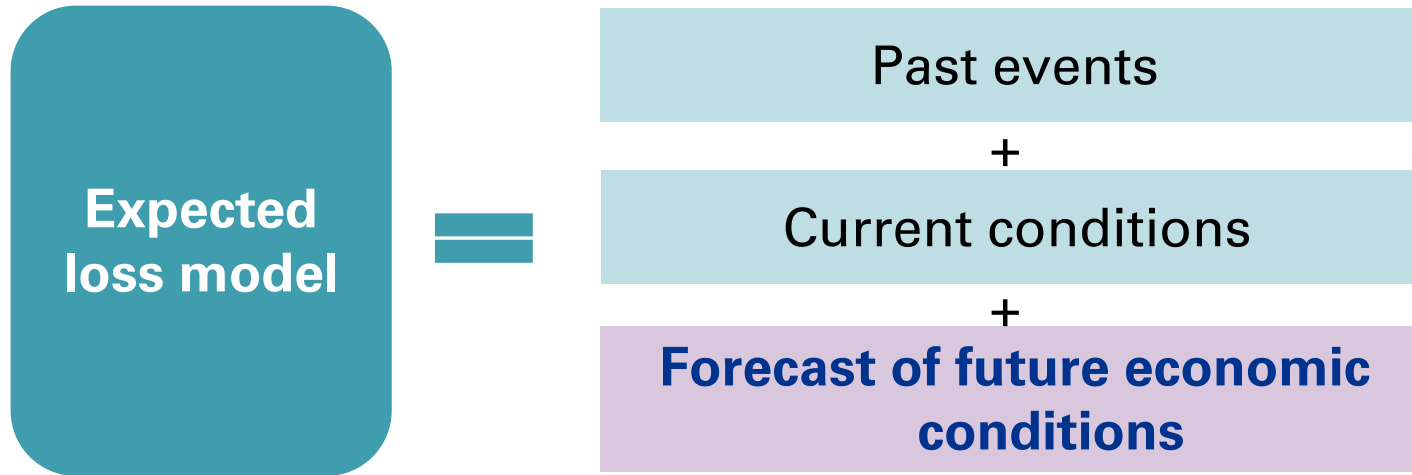 Expected
loss model
Past events
+
Current conditions
+
Forecast of future economic
conditions